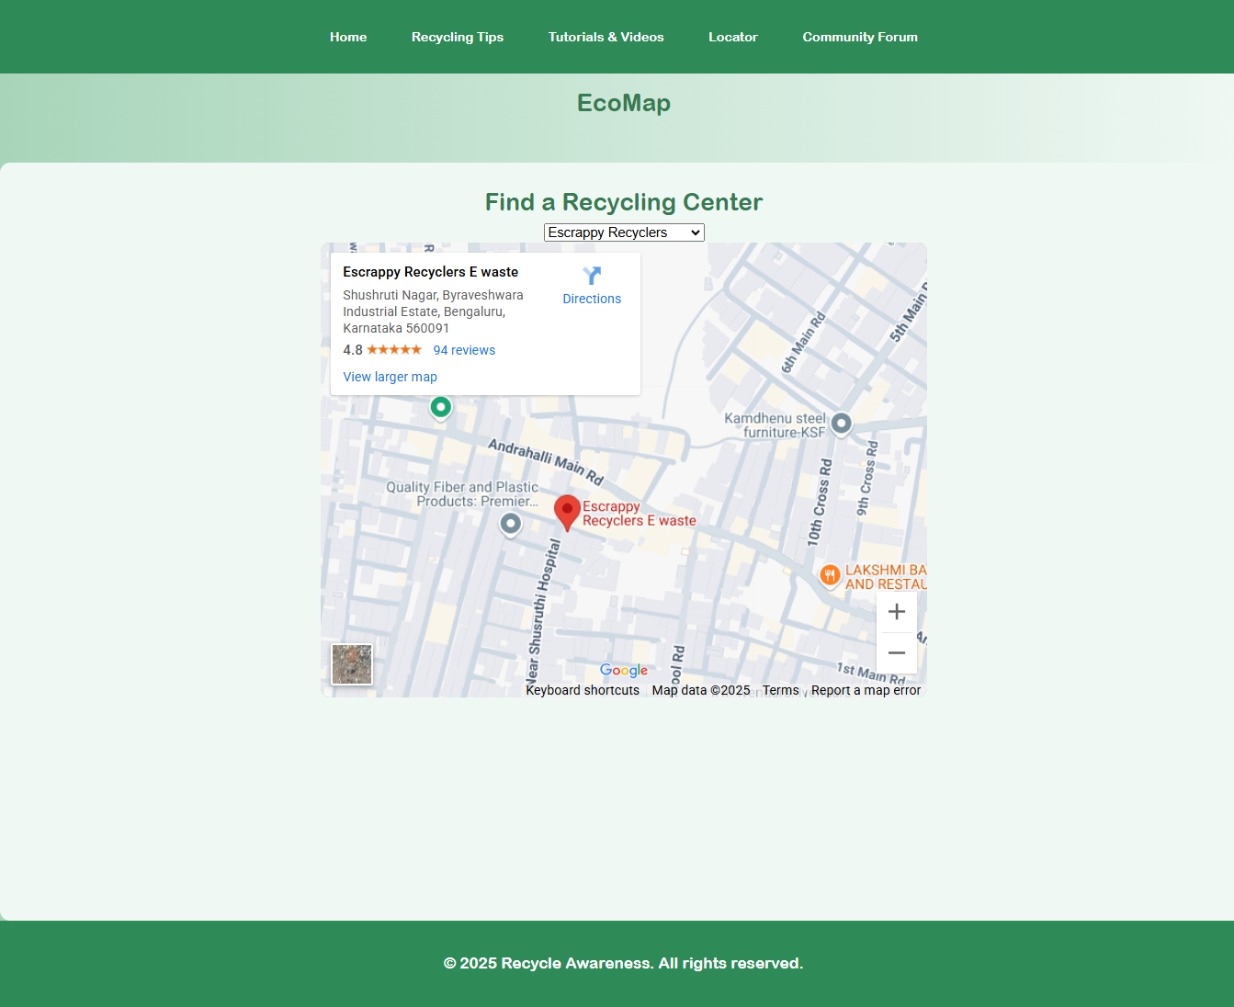 Home Recycling Tips Tutorials & Videos Locator Community Forum
EcoMap
Find a Recycling Center
Escrappy Recyclers
Escrappy Recyclers E waste
Directions
Shushruti Nagar, Byraveshwara
Industrial Estate, Bengaluru,
Karnataka 560091
4.8 94 reviews
View larger map
6th Main Rd
5th Main
Kamdhenu steel
furniture-KSF
Andrahalli Main Rd
9th Cross Rd
10th Cross Rd
Quality Fiber and Plastic
Products: Premier...
Escrappy
Recyclers E waste
Near Shusruthi Hospital
LAKSHMI BA
AND RESTAU
+
−
ool Rd
1st Main Rd
Google
Keyboard shortcuts Map data ©2025 Terms Report a map error
© 2025 Recycle Awareness. All rights reserved.